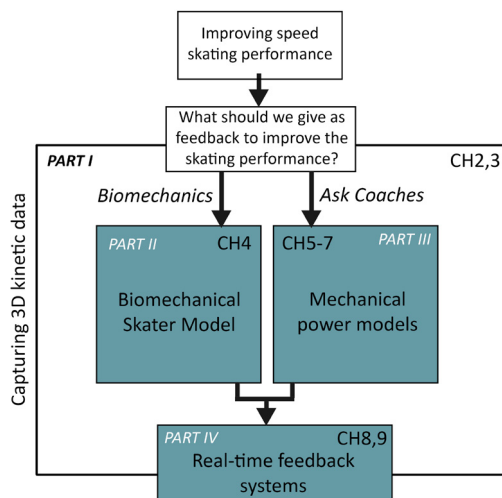 Improving speed
skating performance
What should we give as
feedback to improve the
skating performance?
PART I
CH2,3
Biomechanics
Ask Coaches
Capturing 3D kinetic data
PART II
CH4
Biomechanical
Skater Model
CH5-7
PART III
Mechanical
power models
PART IV
CH8,9
Real-time feedback
systems